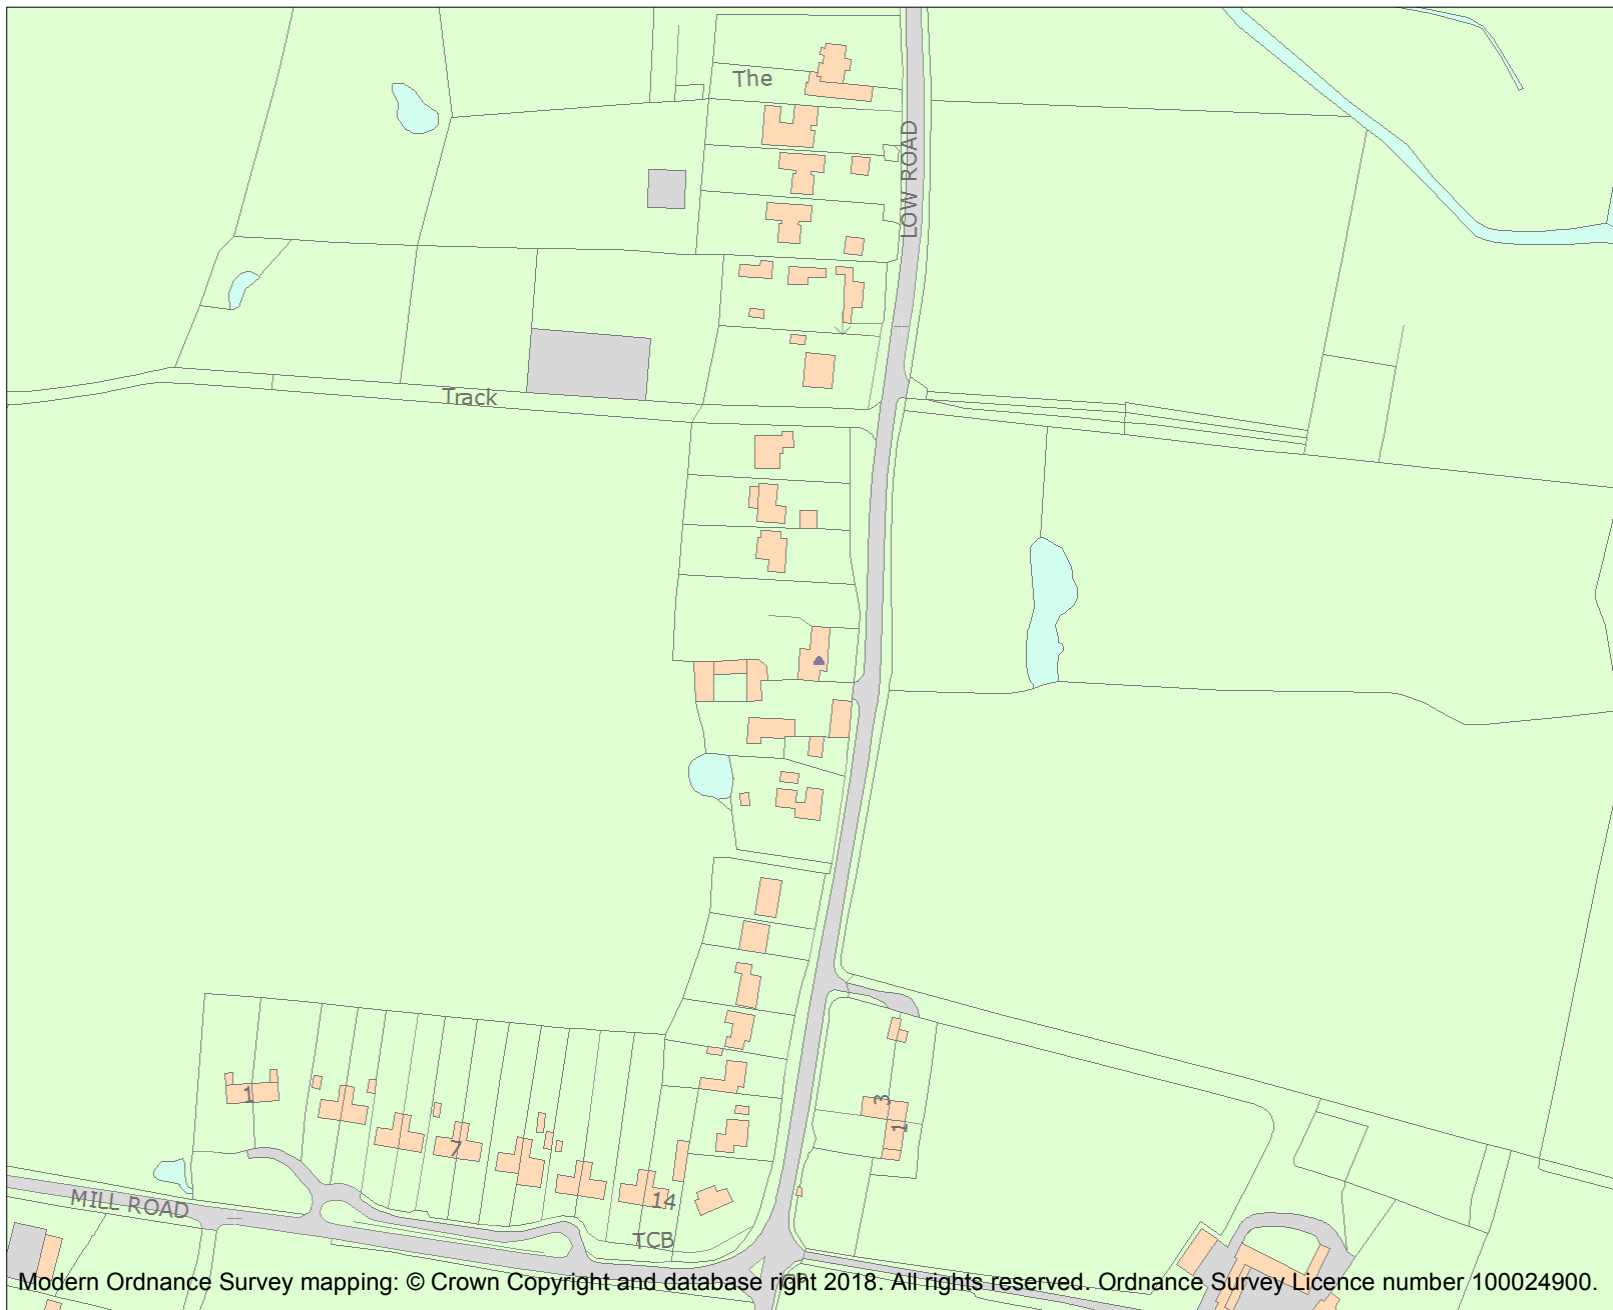 The
LOW ROAD
Track
3
1
1
7
14
MILL ROAD
TCB
Modern Ordnance Survey mapping: © Crown Copyright and database right 2018. All rights reserved. Ordnance Survey Licence number 100024900.